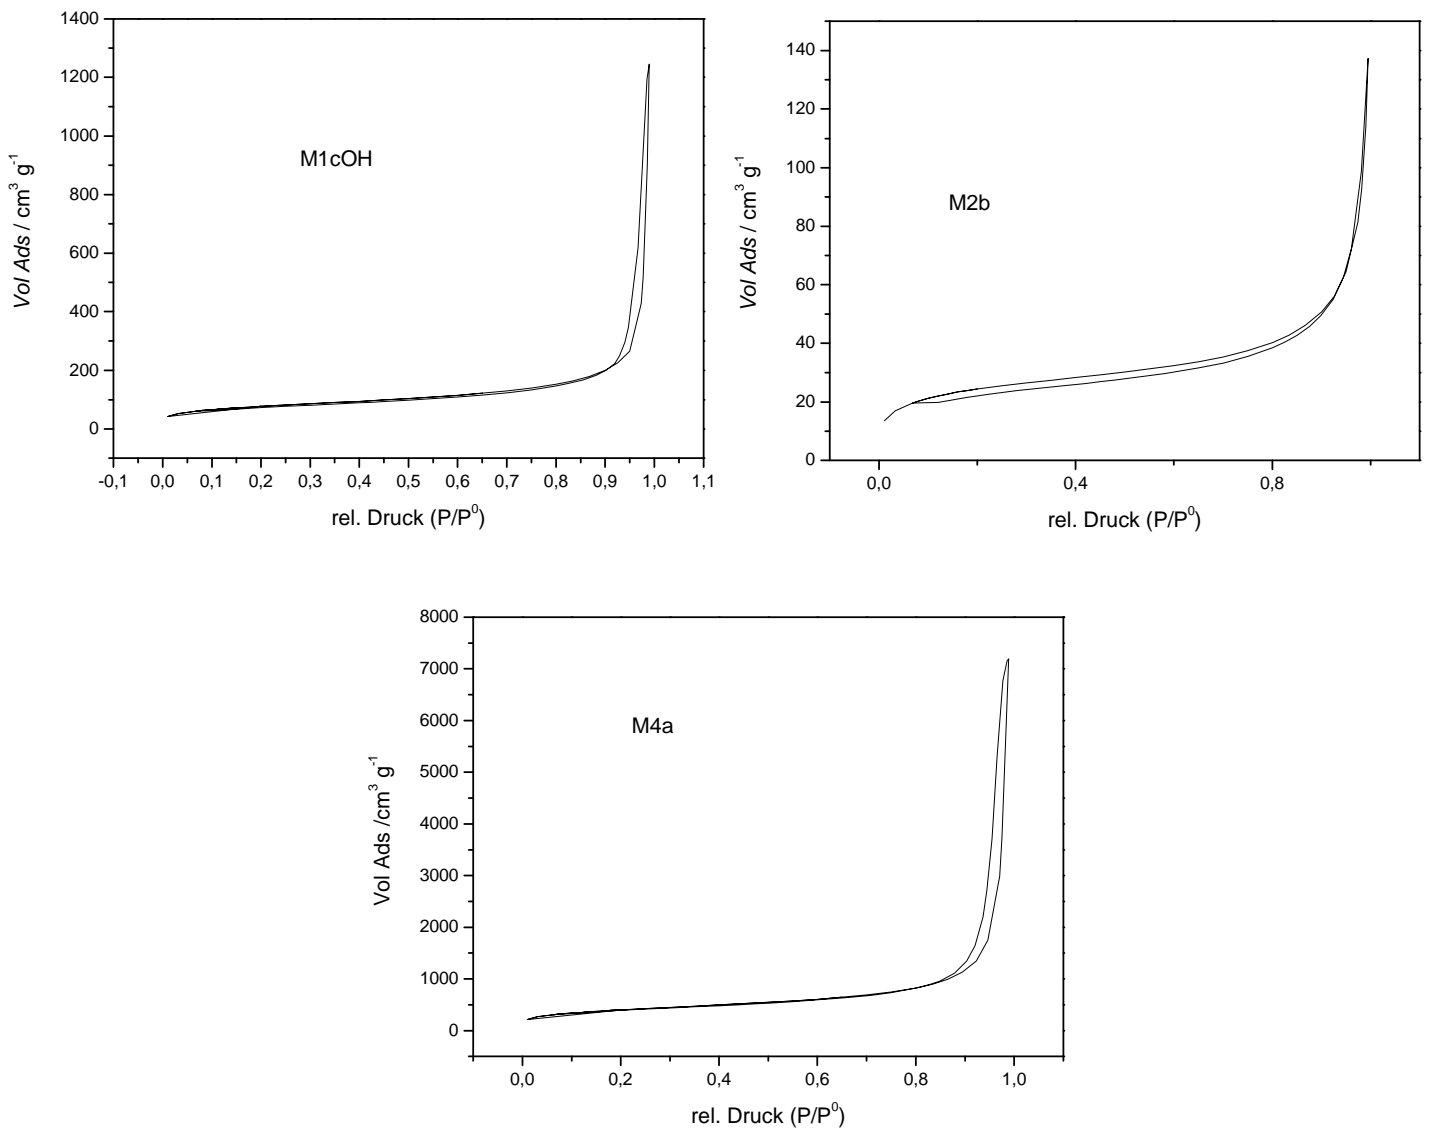 1400
1200
1000
800
600
400
200
0
M1cOH
Vol Ads / cm³ g⁻¹
-0,1 0,0 0,1 0,2 0,3 0,4 0,5 0,6 0,7 0,8 0,9 1,0 1,1
rel. Druck (P/P⁰)
140
120
100
80
60
40
20
0
M2b
Vol Ads / cm³ g⁻¹
0,0 0,4 0,8
rel. Druck (P/P⁰)
8000
7000
6000
5000
4000
3000
2000
1000
0
M4a
Vol Ads /cm³ g⁻¹
0,0 0,2 0,4 0,6 0,8 1,0
rel. Druck (P/P⁰)